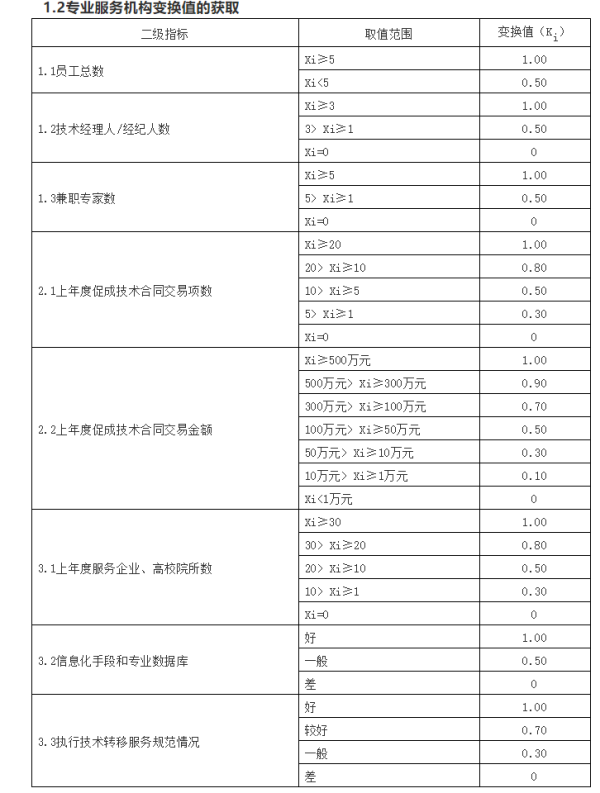 1.2专业服务机构变换值的获取
二级指标 取值范围 变换值（Ki）
1.1员工总数
Xi≥5 1.00
Xi<5 0.50
1.2技术经理人/经纪人数
Xi≥3 1.00
3> Xi≥1 0.50
Xi=0 0
1.3兼职专家数
Xi≥5 1.00
5> Xi≥1 0.50
Xi=0 0
2.1上年度促成技术合同交易项数
Xi≥20 1.00
20> Xi≥10 0.80
10> Xi≥5 0.50
5> Xi≥1 0.30
Xi=0 0
2.2上年度促成技术合同交易金额
Xi≥500万元 1.00
500万元> Xi≥300万元 0.90
300万元> Xi≥100万元 0.70
100万元> Xi≥50万元 0.50
50万元> Xi≥10万元 0.30
10万元> Xi≥1万元 0.10
Xi<1万元 0
3.1上年度服务企业、高校院所数
Xi≥30 1.00
30> Xi≥20 0.80
20> Xi≥10 0.50
10> Xi≥1 0.30
Xi=0 0
3.2信息化手段和专业数据库
好 1.00
一般 0.50
差 0
3.3执行技术转移服务规范情况
好 1.00
较好 0.70
一般 0.30
差 0